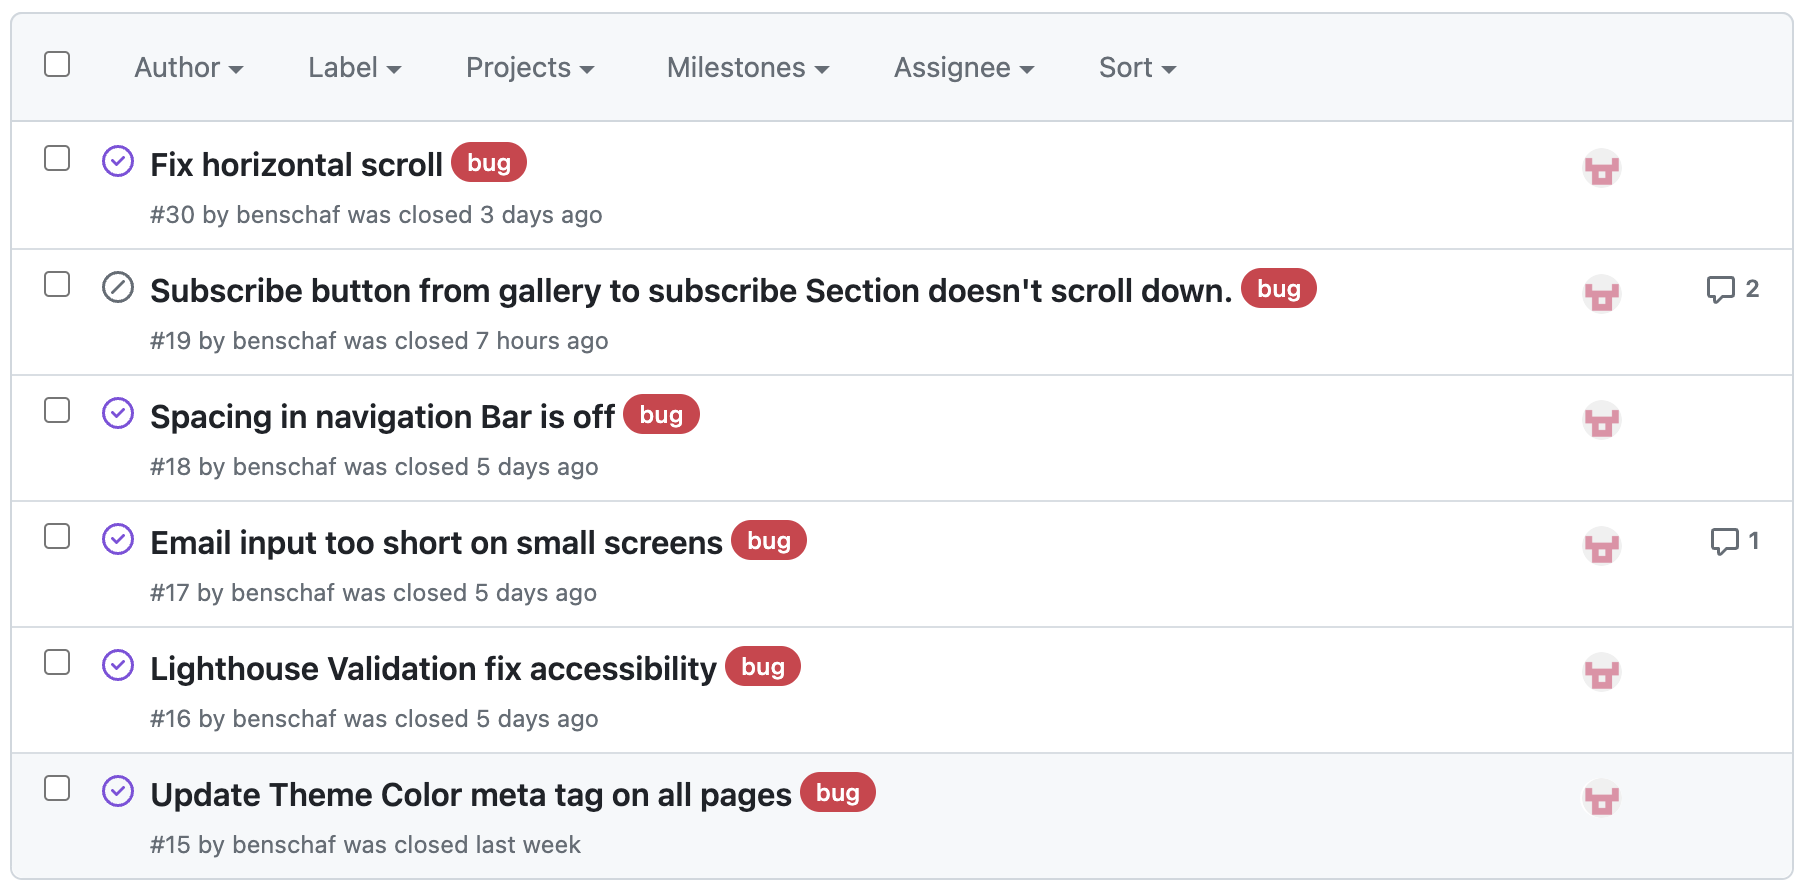 Author Label Projects Milestones Assignee Sort
Fix horizontal scroll bug
#30 by benschaf was closed 3 days ago
Subscribe button from gallery to subscribe Section doesn't scroll down. bug 2
#19 by benschaf was closed 7 hours ago
Spacing in navigation Bar is off bug
#18 by benschaf was closed 5 days ago
Email input too short on small screens bug 1
#17 by benschaf was closed 5 days ago
Lighthouse Validation fix accessibility bug
#16 by benschaf was closed 5 days ago
Update Theme Color meta tag on all pages bug
#15 by benschaf was closed last week